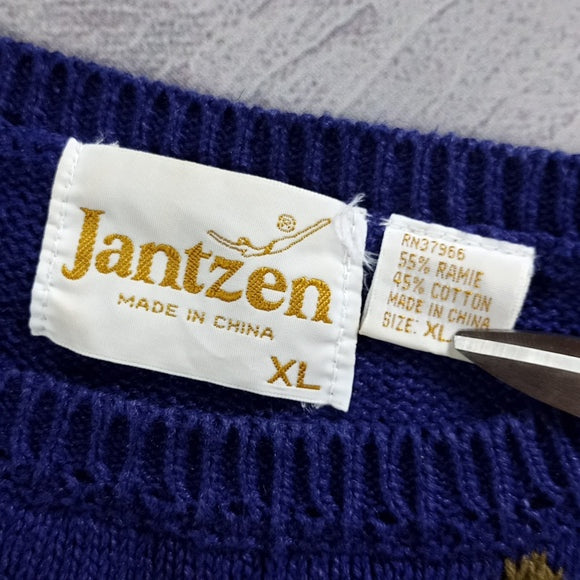 Jantzen
MADE IN CHINA
XL
RN37966
55% RAMIE
45% COTTON
MADE IN CHINA
SIZE: XL